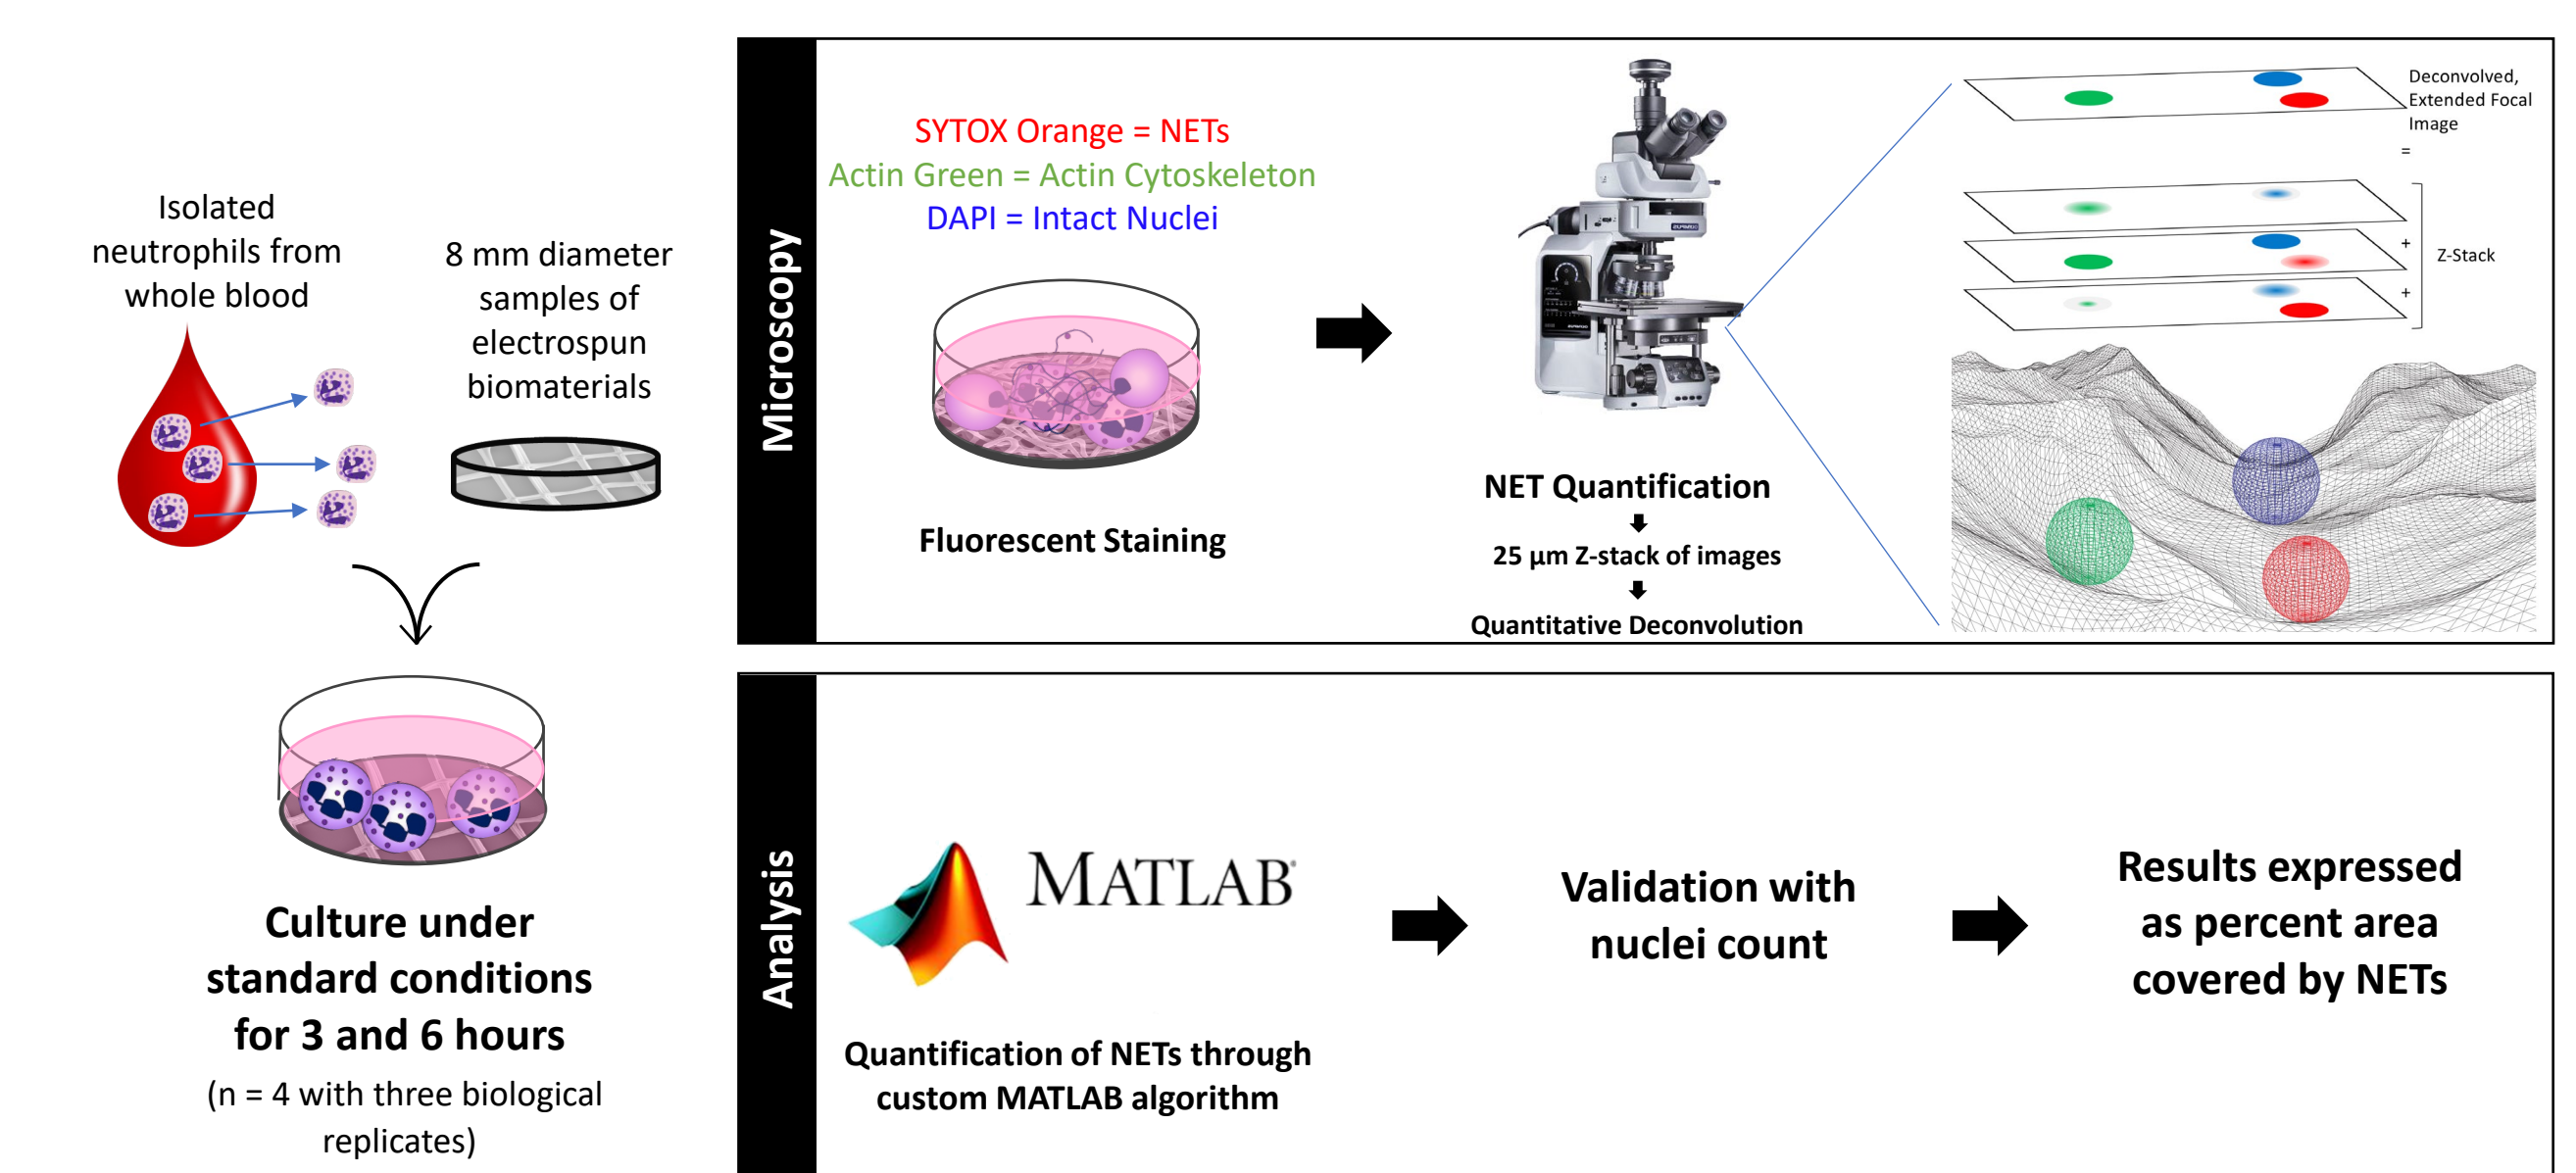 Isolated
neutrophils from
whole blood
8 mm diameter
samples of
electrospun
biomaterials
Culture under
standard conditions
for 3 and 6 hours
(n = 4 with three biological
replicates)
Microscopy
SYTOX Orange = NETs
Actin Green = Actin Cytoskeleton
DAPI = Intact Nuclei
Fluorescent Staining
NET Quantification
25 µm Z-stack of images
Quantitative Deconvolution
Deconvolved,
Extended Focal
Image
=
+
Z-Stack
+
Analysis
MATLAB®
Quantification of NETs through
custom MATLAB algorithm
Validation with
nuclei count
Results expressed
as percent area
covered by NETs